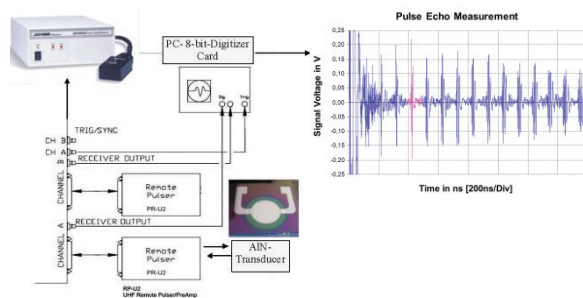 PC- 8-bit-Digitizer
Card
TRIG/SYNC
CH B
CH A
B
RECEIVER OUTPUT
CHANNEL
Remote
Pulser
PR-U2
RECEIVER OUTPUT
A
CHANNEL
Remote
Pulser
PR-U2
RP-U2
UHF Remote Pulser/PreAmp
AlN-
Transducer
Sig
Trig
Pulse Echo Measurement
Signal Voltage in V
0,25
0,20
0,15
0,10
0,05
0,00
0,05
0,10
0,15
0,20
0,25
Time in ns [200ns/Div]